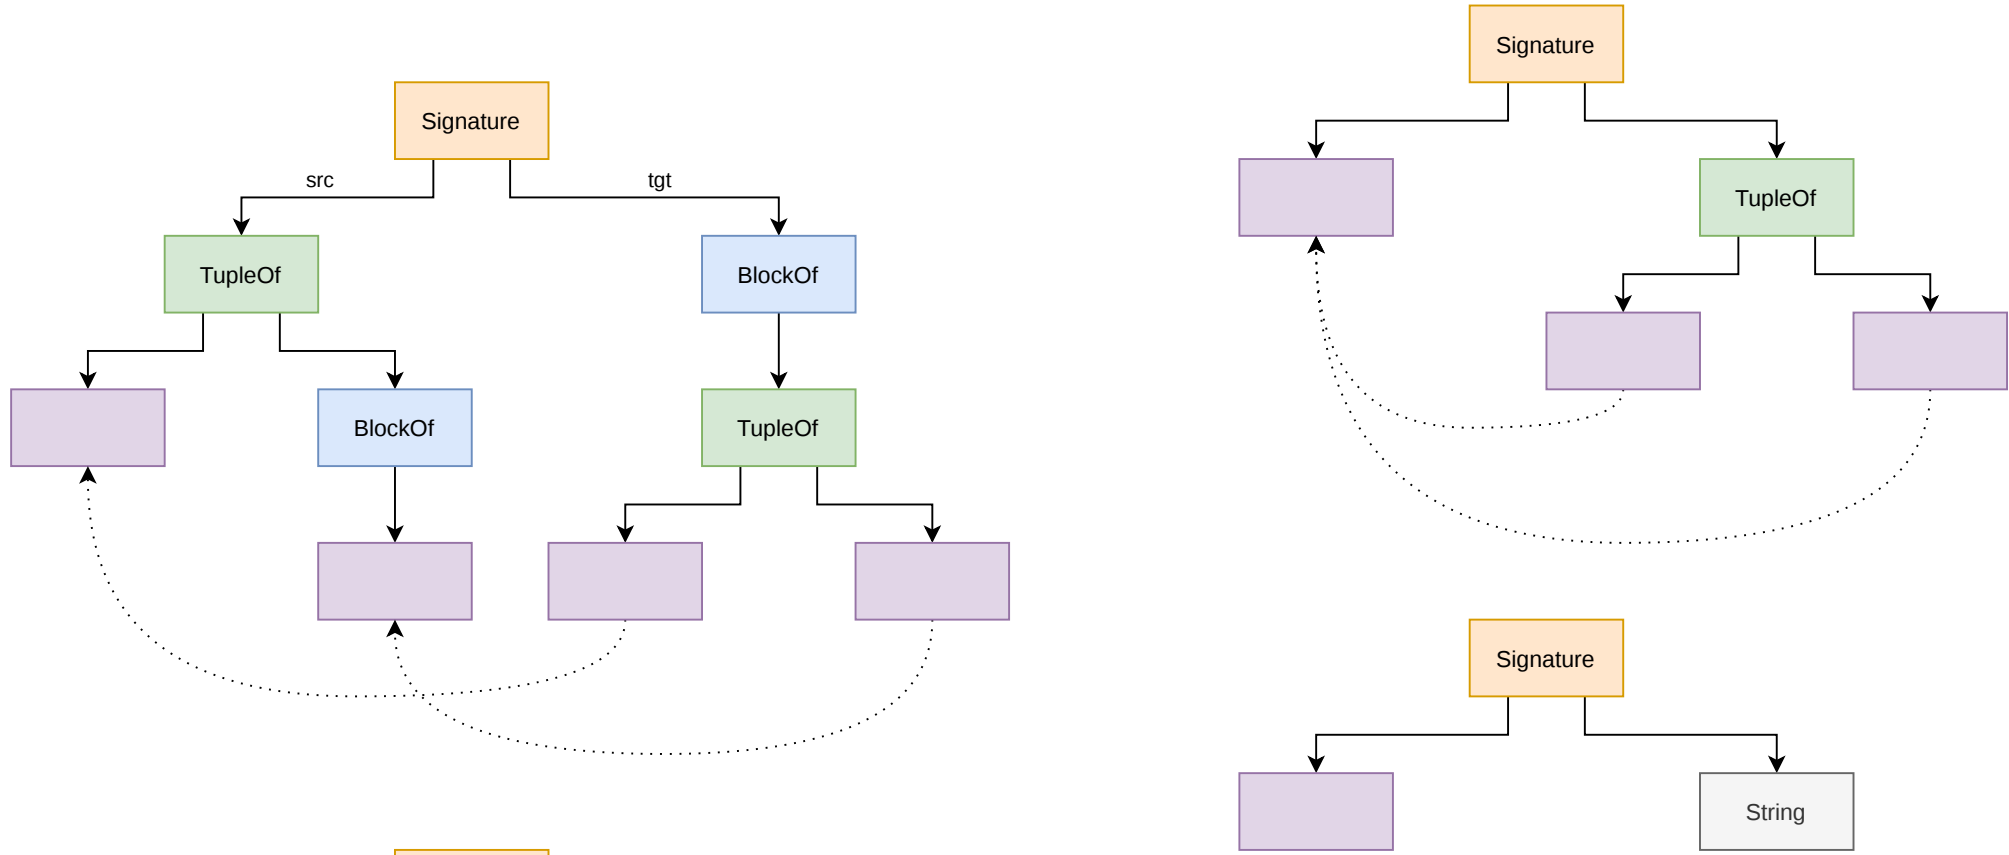 Signature
src
tgt
TupleOf
BlockOf
BlockOf
TupleOf
Signature
TupleOf
Signature
String